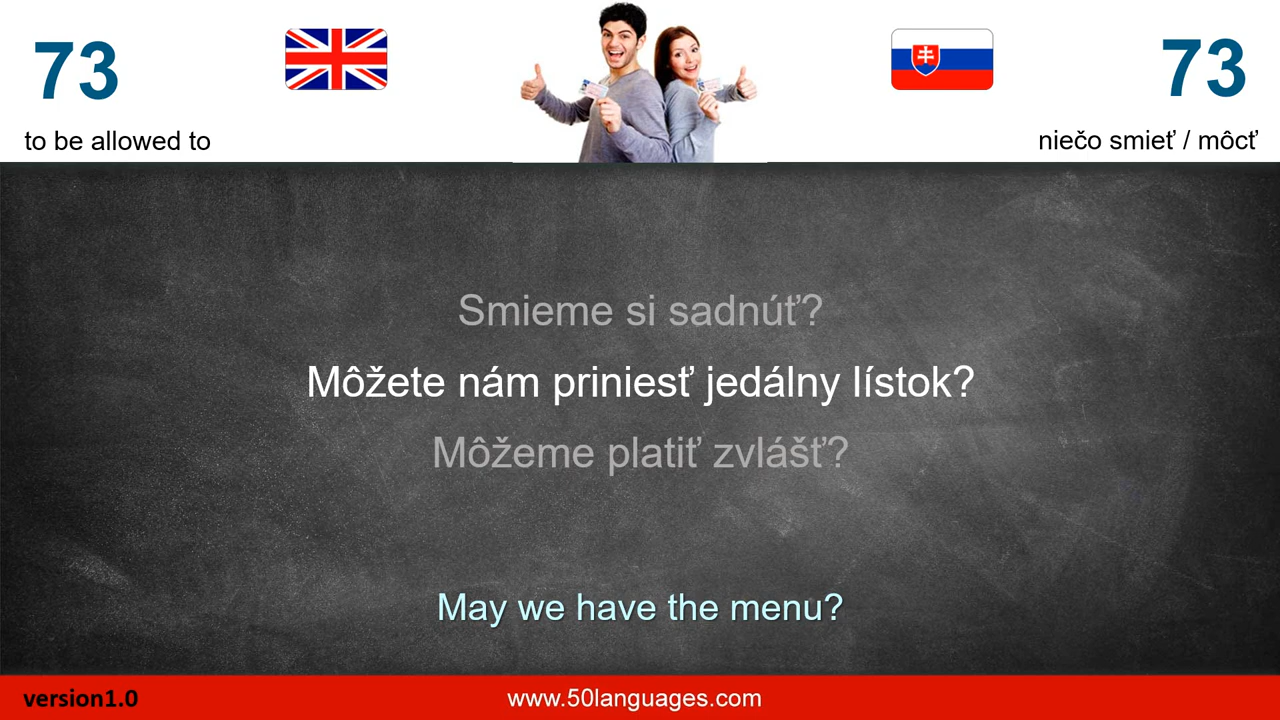 73
73
to be allowed to
niečo smieť / môcť
Smieme si sadnúť?
Môžete nám priniesť jedálny lístok?
Môžeme platiť zvlášť?
May we have the menu?
version1.0
www.50languages.com